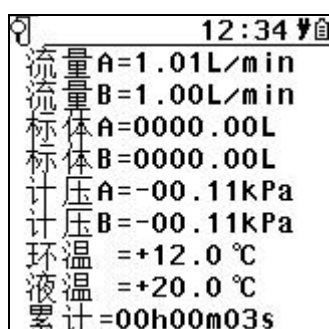 12:34
流量A=1.01L/min
流量B=1.00L/min
标体A=0000.00L
标体B=0000.00L
计压A=-00.11kPa
计压B=-00.11kPa
环温 =+12.0℃
液温 =+20.0℃
累计=00h00m03s